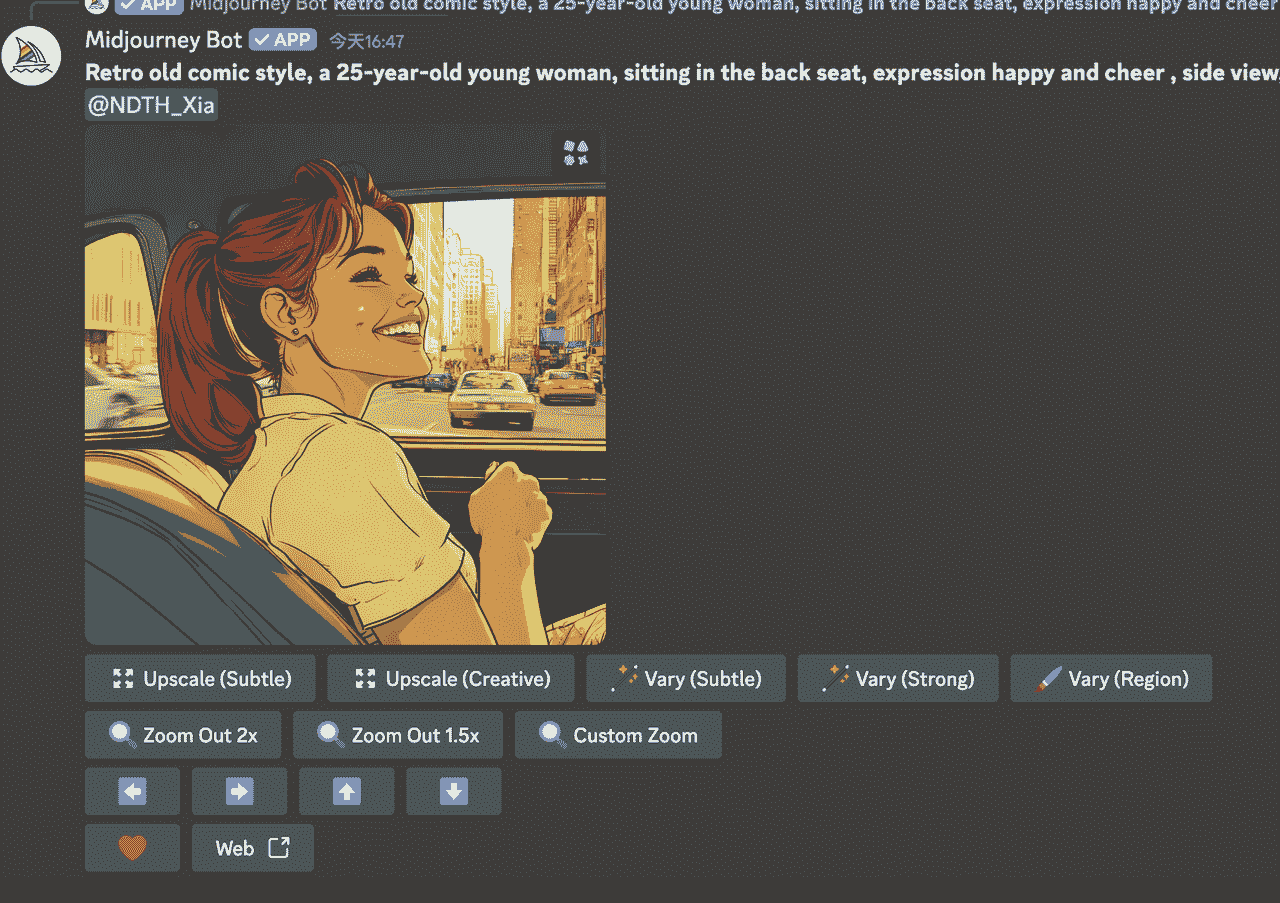 APP Midjourney Bot Retro old comic style, a 25-year-old young woman, sitting in the back seat, expression happy and cheer
Midjourney Bot APP 今天16:47
Retro old comic style, a 25-year-old young woman, sitting in the back seat, expression happy and cheer , side view,
@NDTH_Xia
Upscale (Subtle) Upscale (Creative) Vary (Subtle) Vary (Strong) Vary (Region)
Zoom Out 2x Zoom Out 1.5x Custom Zoom
Web